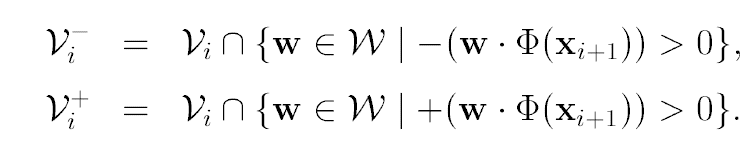 𝒱ᵢ⁻ = 𝒱ᵢ ∩ {𝐰 ∈ 𝒲 | −(𝐰 · Φ(𝐱ᵢ₊₁)) > 0},
𝒱ᵢ⁺ = 𝒱ᵢ ∩ {𝐰 ∈ 𝒲 | +(𝐰 · Φ(𝐱ᵢ₊₁)) > 0}.